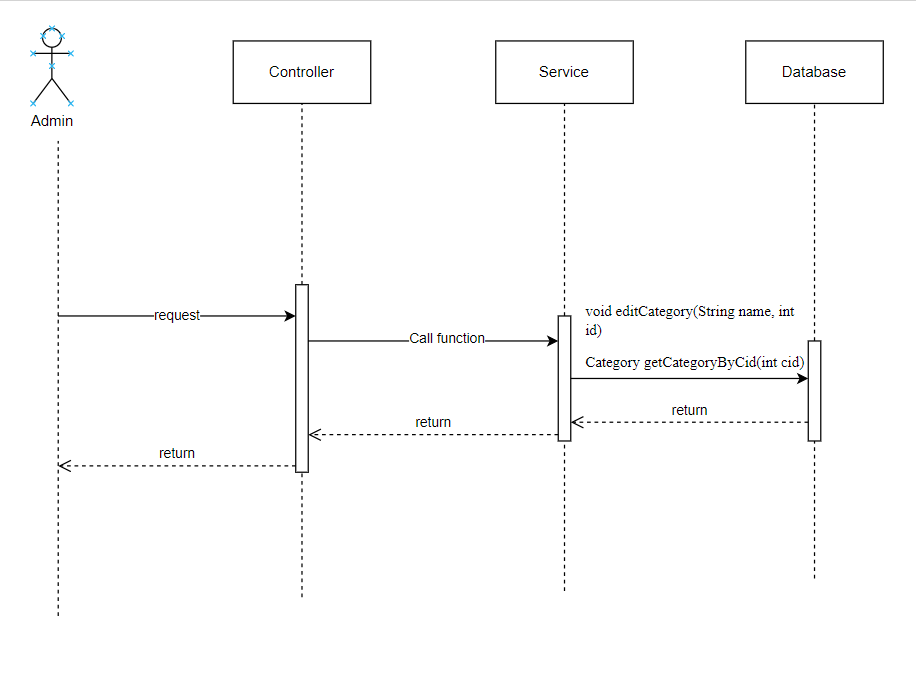 Controller
Service
Database
Admin
request
Call function
void editCategory(String name, int
id)
Category getCategoryByCid(int cid)
return
return
return